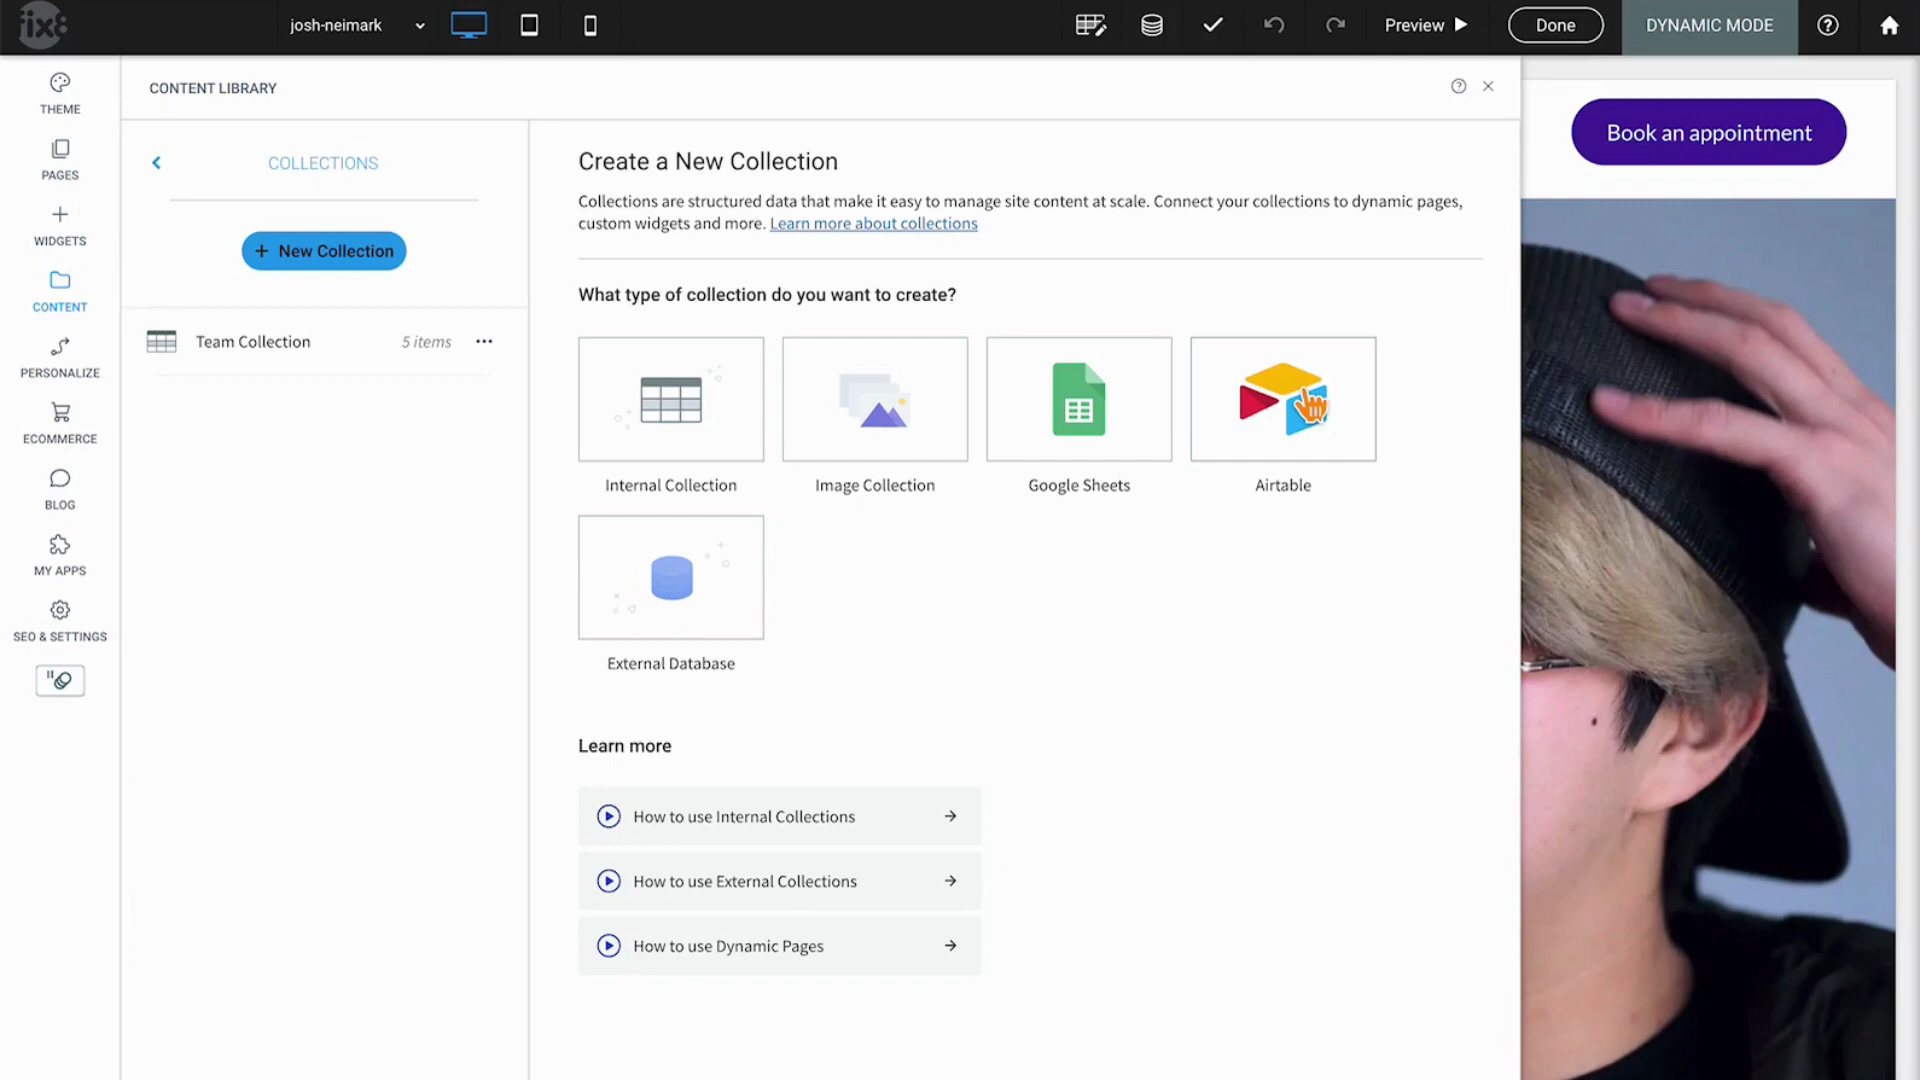 josh-neimark
Preview
Done
DYNAMIC MODE
THEME
PAGES
WIDGETS
CONTENT
PERSONALIZE
ECOMMERCE
BLOG
MY APPS
SEO & SETTINGS
CONTENT LIBRARY
COLLECTIONS
+ New Collection
Team Collection 5 items
Create a New Collection
Collections are structured data that make it easy to manage site content at scale. Connect your collections to dynamic pages,
custom widgets and more. Learn more about collections
What type of collection do you want to create?
Internal Collection
Image Collection
Google Sheets
Airtable
External Database
Learn more
How to use Internal Collections
How to use External Collections
How to use Dynamic Pages
Book an appointment